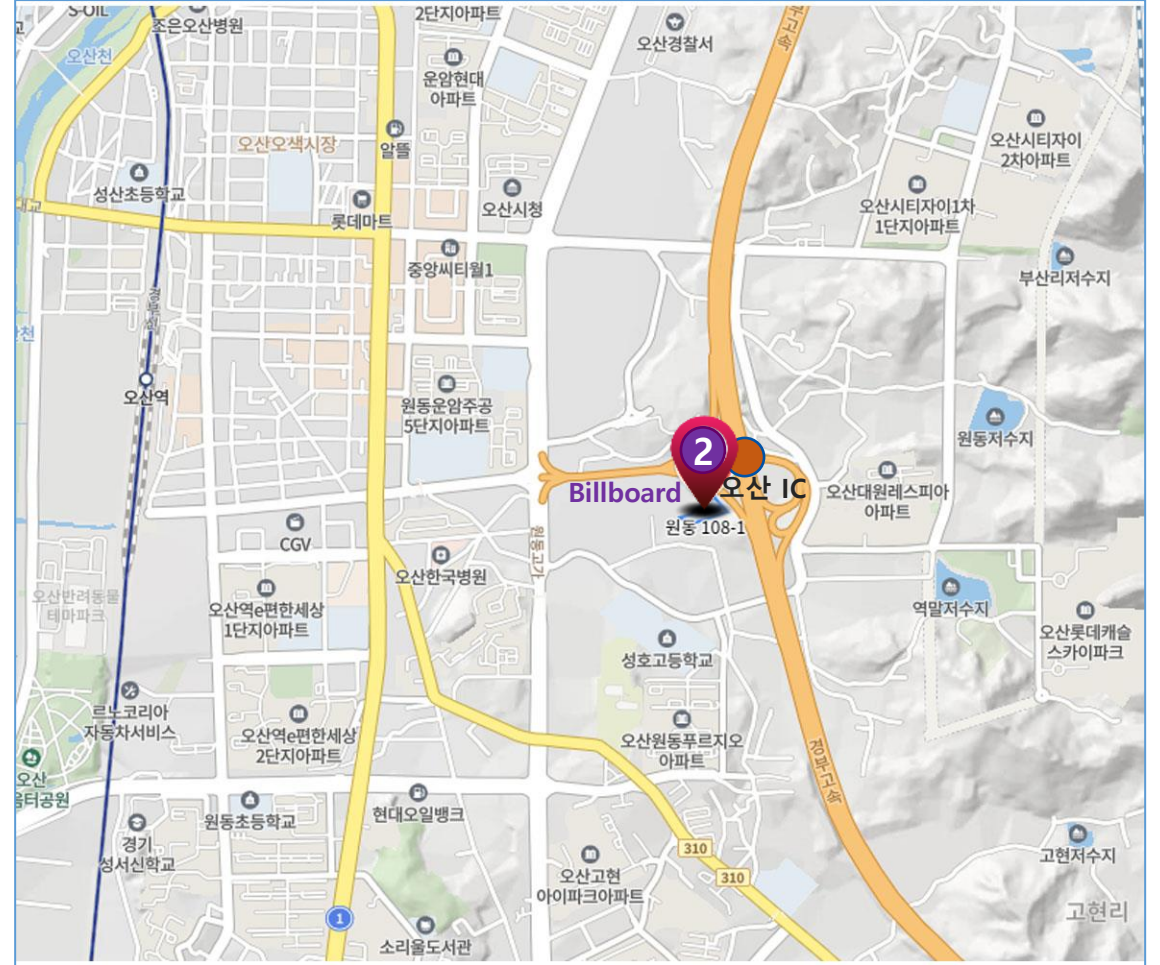 S-OIL
조은오산병원
2단지아파트
오산경찰서
오산천
운암현대
아파트
오산오색시장
알뜰
오산시티자이
2차아파트
성산초등학교
롯데마트
오산시청
오산시티자이1차
1단지아파트
중앙씨티월1
부산리저수지
경부선
오산역
원동운암주공
5단지아파트
원동저수지
2
Billboard
오산 IC
오산대원레스피아
아파트
원동 108-1
CGV
원동고가
오산한국병원
오산반려동물
테마파크
오산역e편한세상
1단지아파트
역말저수지
성호고등학교
오산롯데캐슬
스카이파크
르노코리아
자동차서비스
오산역e편한세상
2단지아파트
오산원동푸르지오
아파트
경부고속
오산
원동초등학교
현대오일뱅크
경기
성서신학교
310
310
오산고현
아이파크아파트
고현저수지
고현리
1
소리울도서관